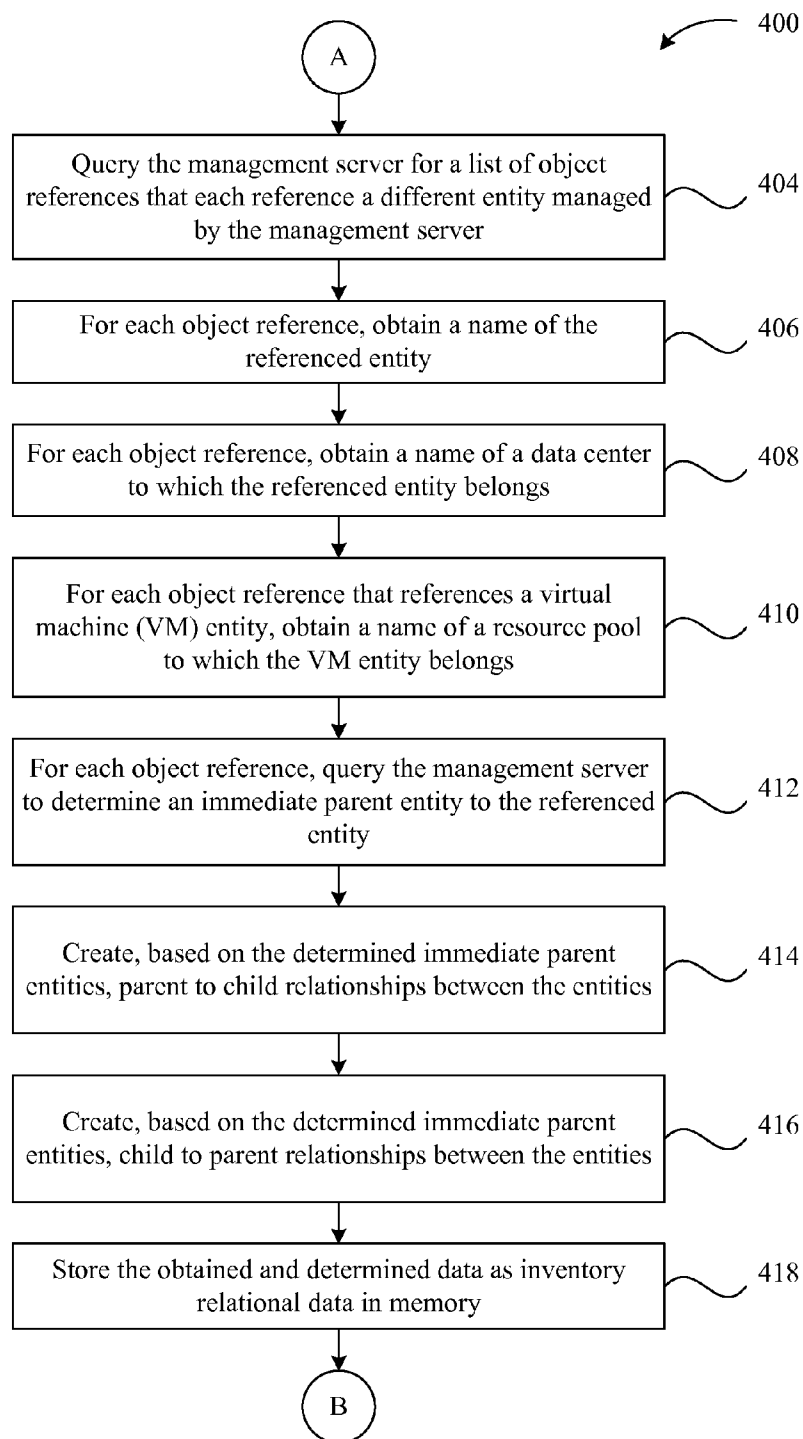 400
A
Query the management server for a list of object
references that each reference a different entity managed
by the management server
404
For each object reference, obtain a name of the
referenced entity
406
For each object reference, obtain a name of a data center
to which the referenced entity belongs
408
For each object reference that references a virtual
machine (VM) entity, obtain a name of a resource pool
to which the VM entity belongs
410
For each object reference, query the management server
to determine an immediate parent entity to the referenced
entity
412
Create, based on the determined immediate parent
entities, parent to child relationships between the entities
414
Create, based on the determined immediate parent
entities, child to parent relationships between the entities
416
Store the obtained and determined data as inventory
relational data in memory
418
B